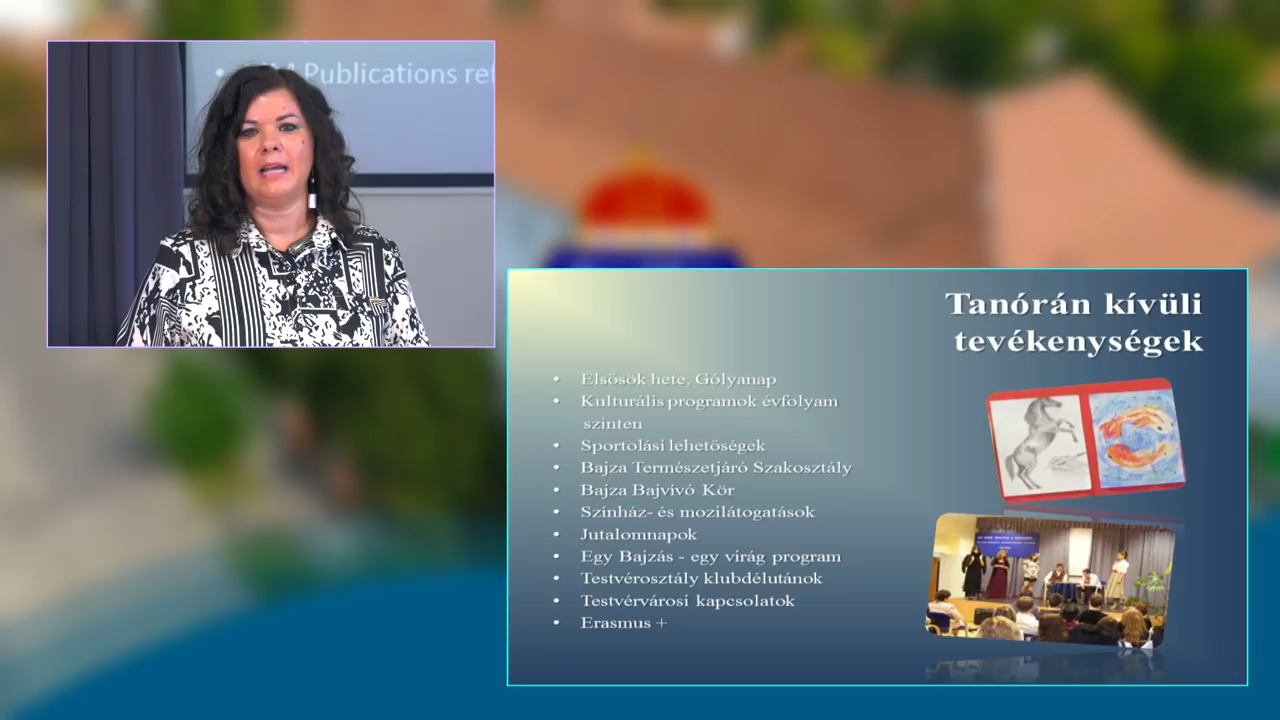 Publications ref
Tanórán kívüli
tevékenységek
• Elsősök hete, Gólyanap
• Kulturális programok évfolyam
szinten
• Sportolási lehetőségek
• Bajza Természetjáró Szakosztály
• Bajza Bajvívó Kör
• Színház- és mozilátogatások
• Jutalomnapok
• Egy Bajzás - egy virág program
• Testvérosztály klubdélutánok
• Testvérvárosi kapcsolatok
• Erasmus +